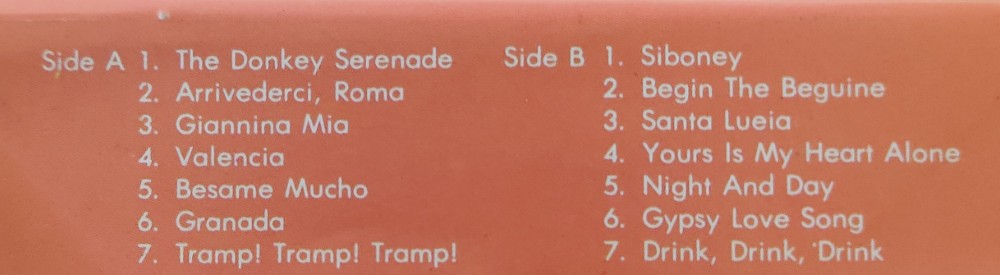 Side A 1. The Donkey Serenade
2. Arrivederci, Roma
3. Giannina Mia
4. Valencia
5. Besame Mucho
6. Granada
7. Tramp! Tramp! Tramp!
Side B 1. Siboney
2. Begin The Beguine
3. Santa Lueia
4. Yours Is My Heart Alone
5. Night And Day
6. Gypsy Love Song
7. Drink, Drink, Drink